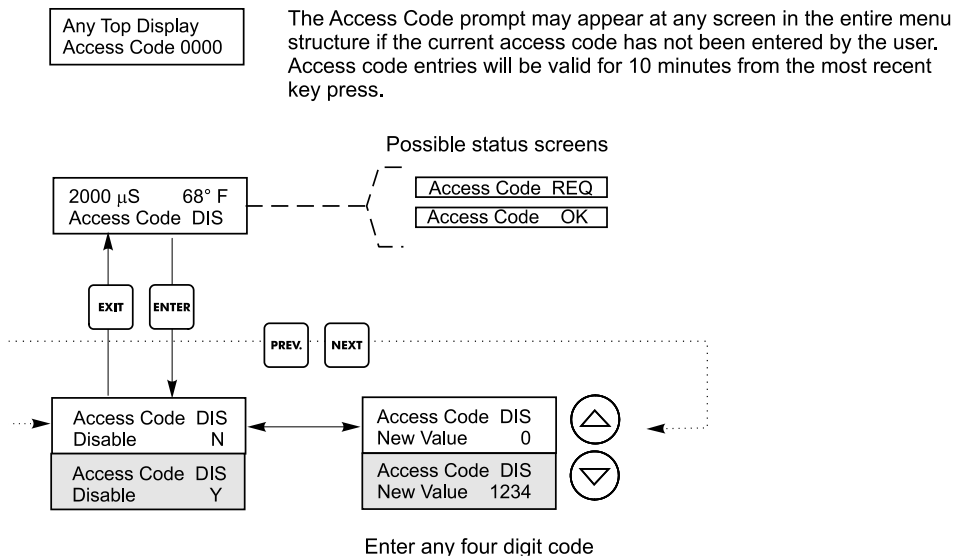 Any Top Display
Access Code 0000
The Access Code prompt may appear at any screen in the entire menu
structure if the current access code has not been entered by the user.
Access code entries will be valid for 10 minutes from the most recent
key press.
Possible status screens
2000 μS 68° F
Access Code DIS
Access Code REQ
Access Code OK
EXIT
ENTER
PREV.
NEXT
Access Code DIS
Disable N
Access Code DIS
Disable Y
Access Code DIS
New Value 0
Access Code DIS
New Value 1234
Enter any four digit code